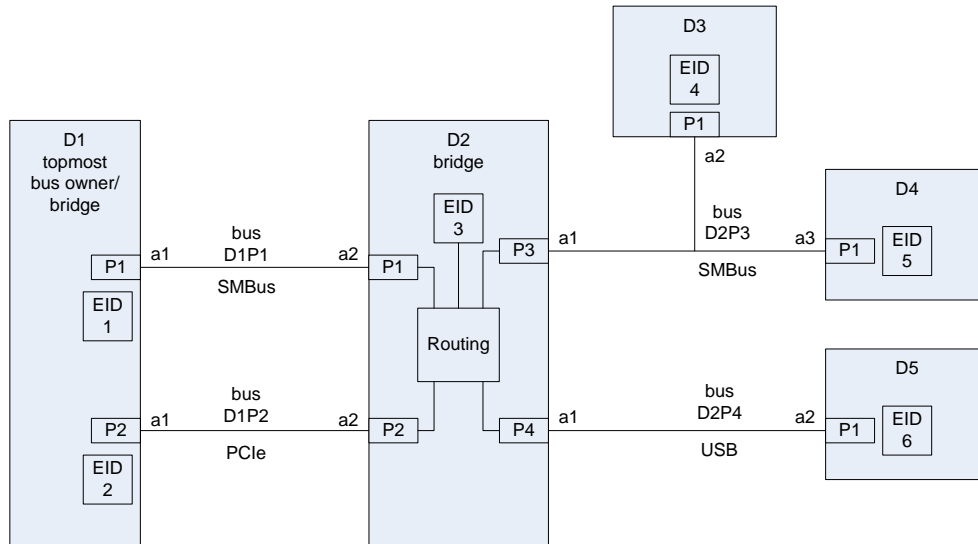 D1
topmost
bus owner/
bridge
P1
EID
1
P2
EID
2
a1
bus
D1P1
a2
SMBus
a1
bus
D1P2
a2
PCIe
D2
bridge
EID
3
P1
P3
Routing
P2
P4
D3
EID
4
P1
a2
a1
bus
D2P3
a3
SMBus
D4
P1
EID
5
a1
bus
D2P4
a2
USB
D5
P1
EID
6